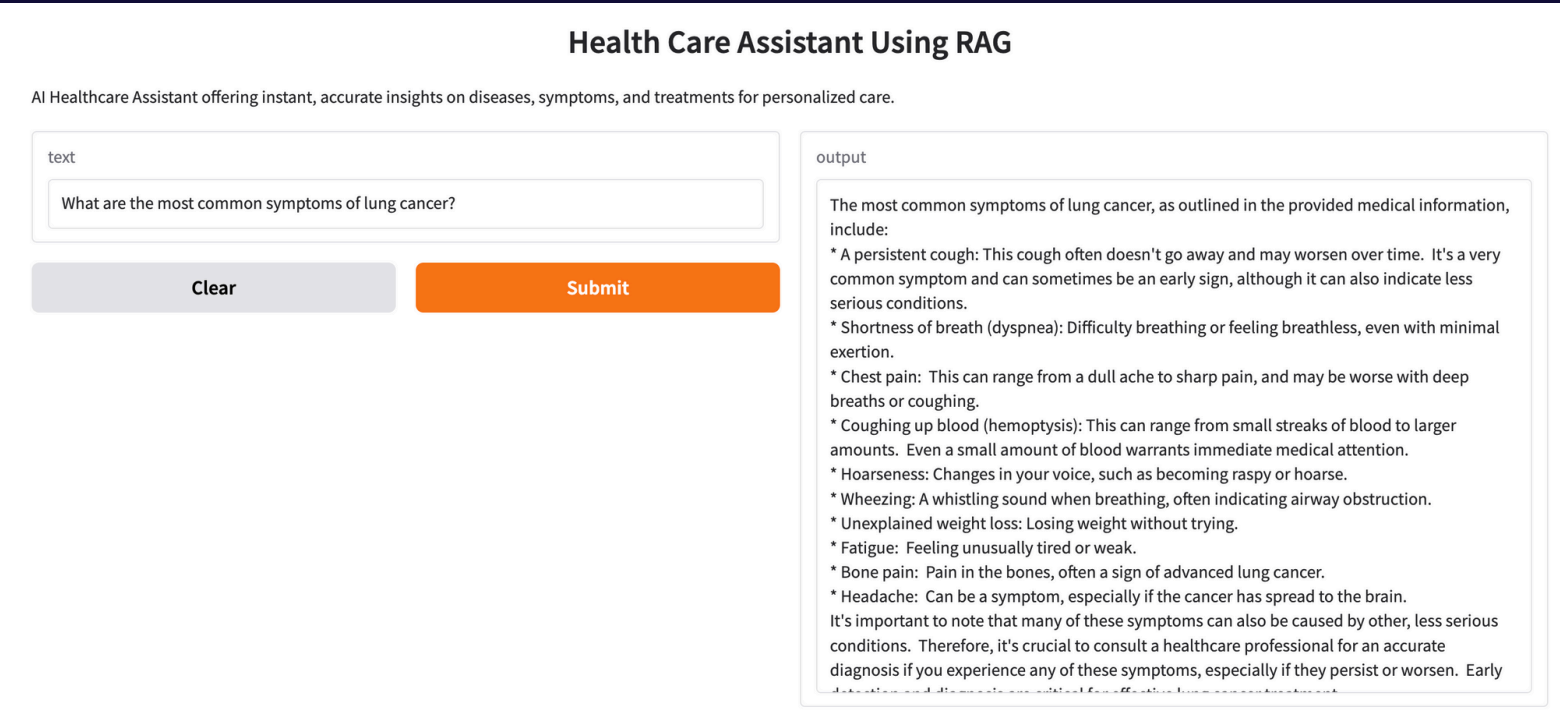 Health Care Assistant Using RAG
AI Healthcare Assistant offering instant, accurate insights on diseases, symptoms, and treatments for personalized care.
text
What are the most common symptoms of lung cancer?
Clear
Submit
output
The most common symptoms of lung cancer, as outlined in the provided medical information,
include:
* A persistent cough: This cough often doesn't go away and may worsen over time.  It's a very
common symptom and can sometimes be an early sign, although it can also indicate less
serious conditions.
* Shortness of breath (dyspnea): Difficulty breathing or feeling breathless, even with minimal
exertion.
* Chest pain:  This can range from a dull ache to sharp pain, and may be worse with deep
breaths or coughing.
* Coughing up blood (hemoptysis): This can range from small streaks of blood to larger
amounts.  Even a small amount of blood warrants immediate medical attention.
* Hoarseness: Changes in your voice, such as becoming raspy or hoarse.
* Wheezing: A whistling sound when breathing, often indicating airway obstruction.
* Unexplained weight loss: Losing weight without trying.
* Fatigue:  Feeling unusually tired or weak.
* Bone pain:  Pain in the bones, often a sign of advanced lung cancer.
* Headache:  Can be a symptom, especially if the cancer has spread to the brain.
It's important to note that many of these symptoms can also be caused by other, less serious
conditions.  Therefore, it's crucial to consult a healthcare professional for an accurate
diagnosis if you experience any of these symptoms, especially if they persist or worsen.  Early
detection and diagnosis are critical for effective lung cancer treatment.